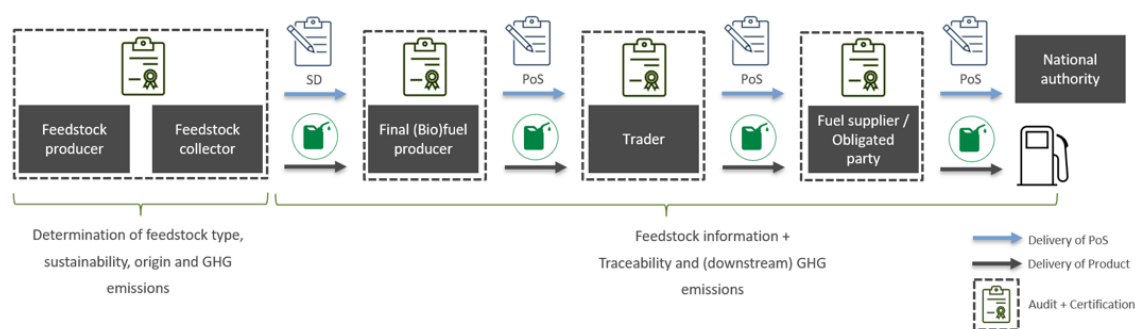 SD
PoS
PoS
PoS
National
authority
Feedstock
producer
Feedstock
collector
Final (Bio)fuel
producer
Trader
Fuel supplier /
Obligated
party
Determination of feedstock type,
sustainability, origin and GHG
emissions
Feedstock information +
Traceability and (downstream) GHG
emissions
Delivery of PoS
Delivery of Product
Audit + Certification